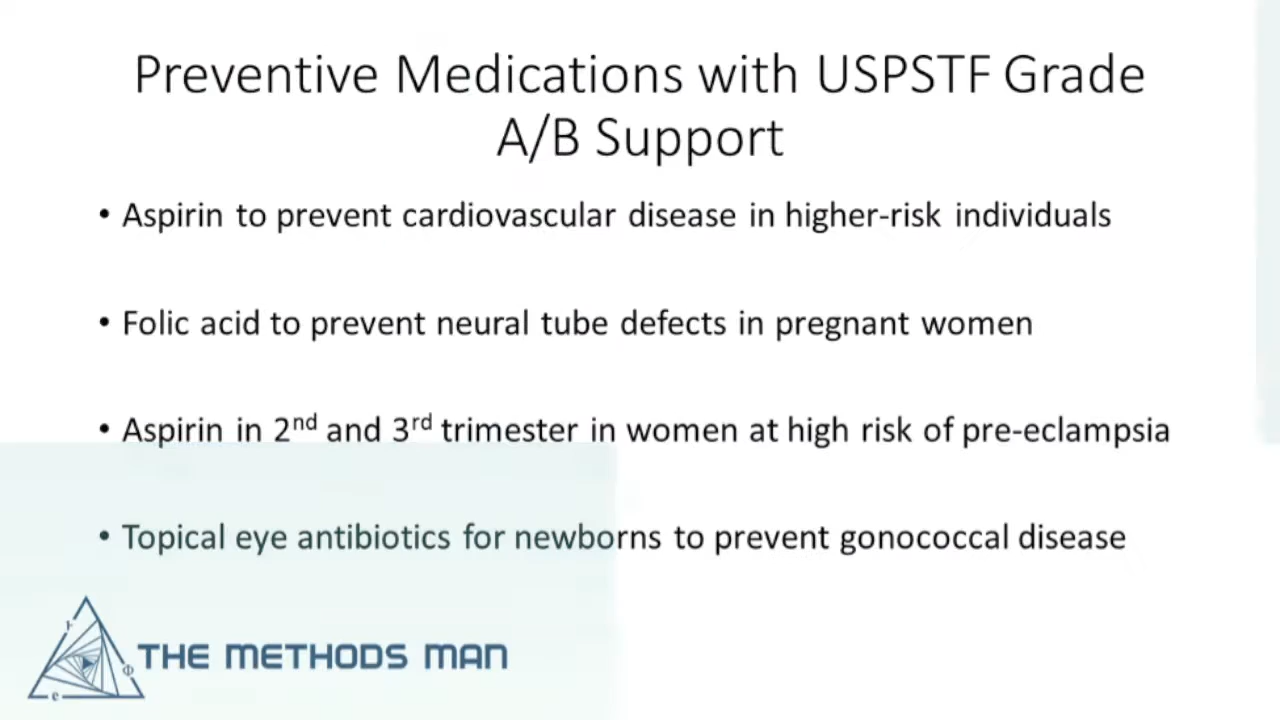 Preventive Medications with USPSTF Grade
A/B Support
• Aspirin to prevent cardiovascular disease in higher-risk individuals
• Folic acid to prevent neural tube defects in pregnant women
• Aspirin in 2nd and 3rd trimester in women at high risk of pre-eclampsia
• Topical eye antibiotics for newborns to prevent gonococcal disease
THE METHODS MAN